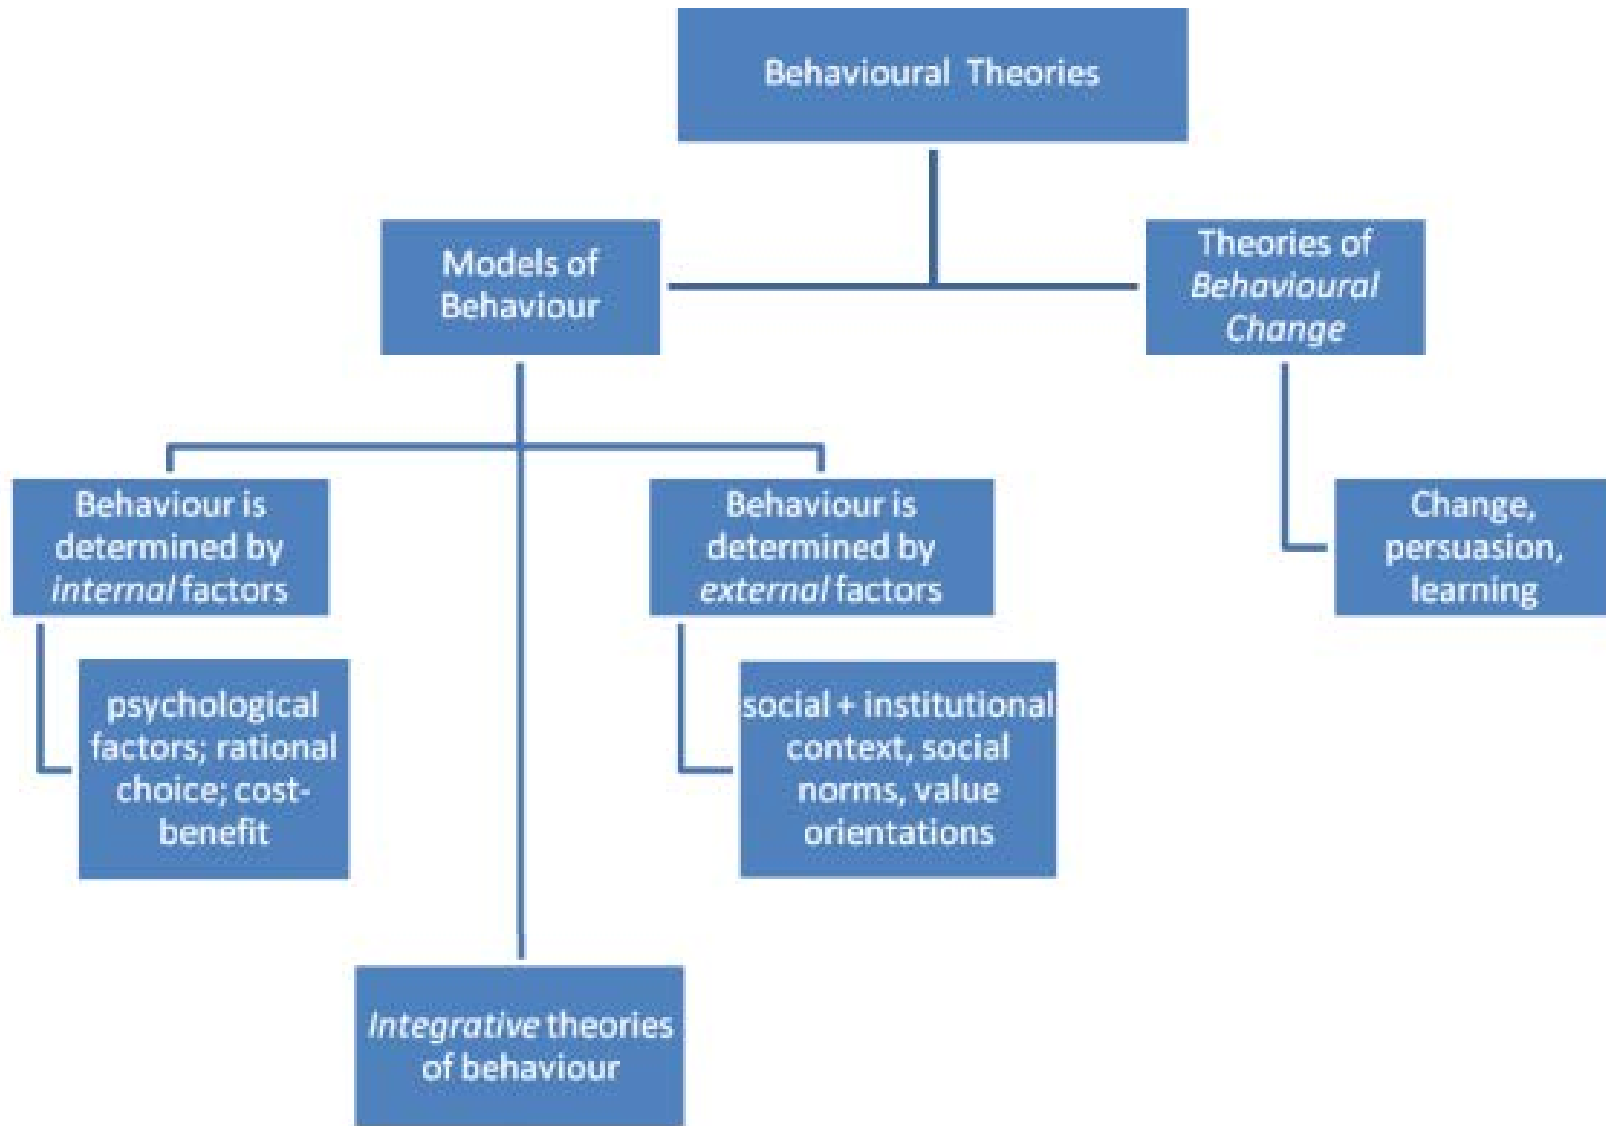 Behavioural Theories
Models of
Behaviour
Theories of
Behavioural
Change
Behaviour is
determined by
internal factors
Behaviour is
determined by
external factors
Change,
persuasion,
learning
psychological
factors; rational
choice; cost-
benefit
social + institutional
context, social
norms, value
orientations
Integrative theories
of behaviour